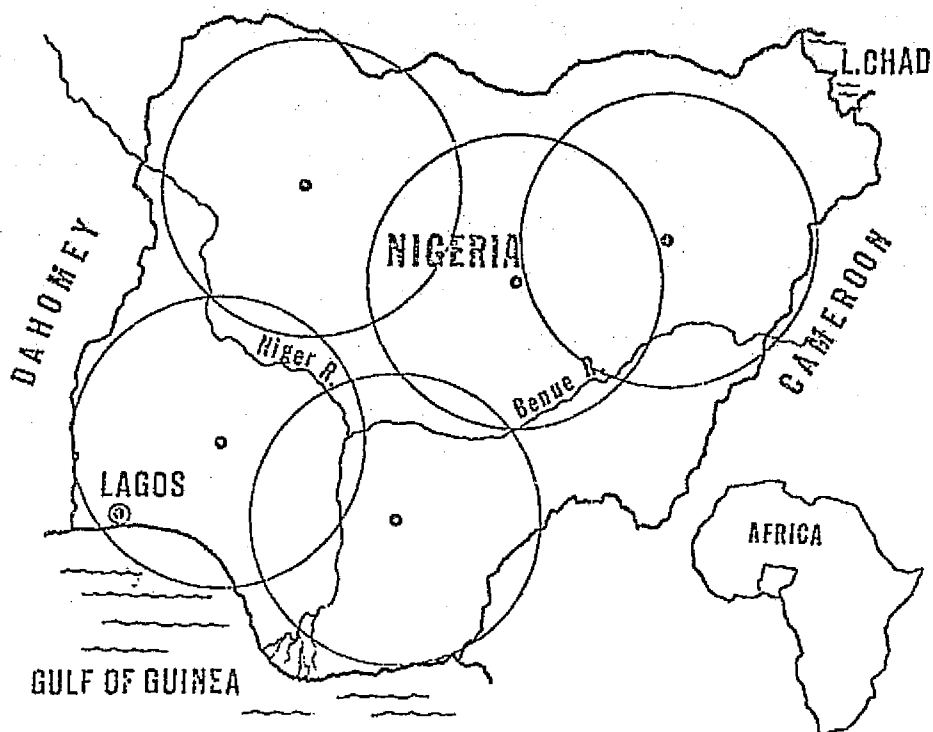 L.CHAD
DAHOMEY
NIGERIA
CAMEROON
Niger R.
Benue R.
LAGOS
AFRICA
GULF OF GUINEA